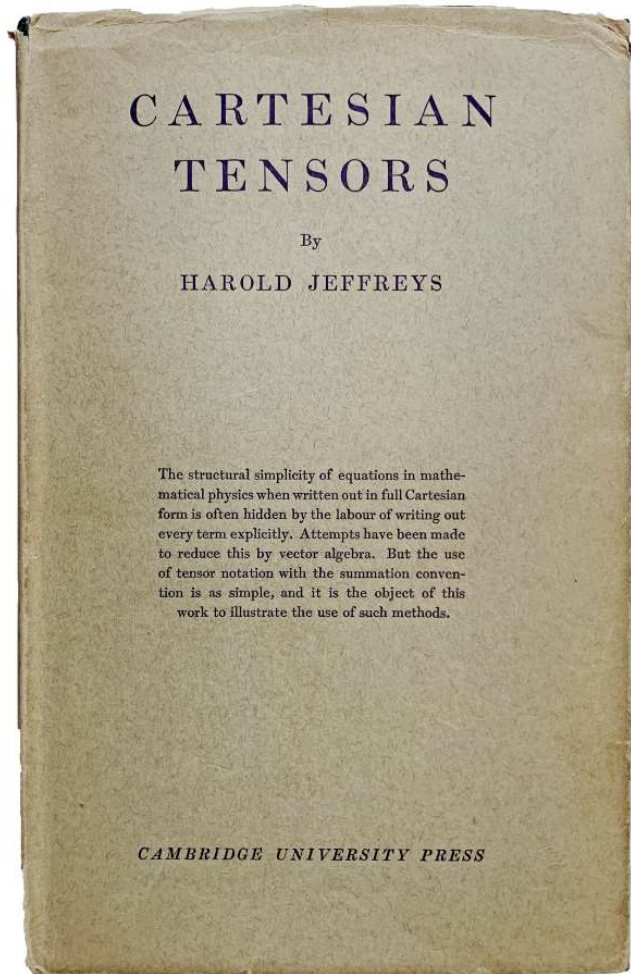 CARTESIAN
TENSORS
By
HAROLD JEFFREYS
The structural simplicity of equations in mathe-
matical physics when written out in full Cartesian
form is often hidden by the labour of writing out
every term explicitly. Attempts have been made
to reduce this by vector algebra. But the use
of tensor notation with the summation conven-
tion is as simple, and it is the object of this
work to illustrate the use of such methods.
CAMBRIDGE UNIVERSITY PRESS